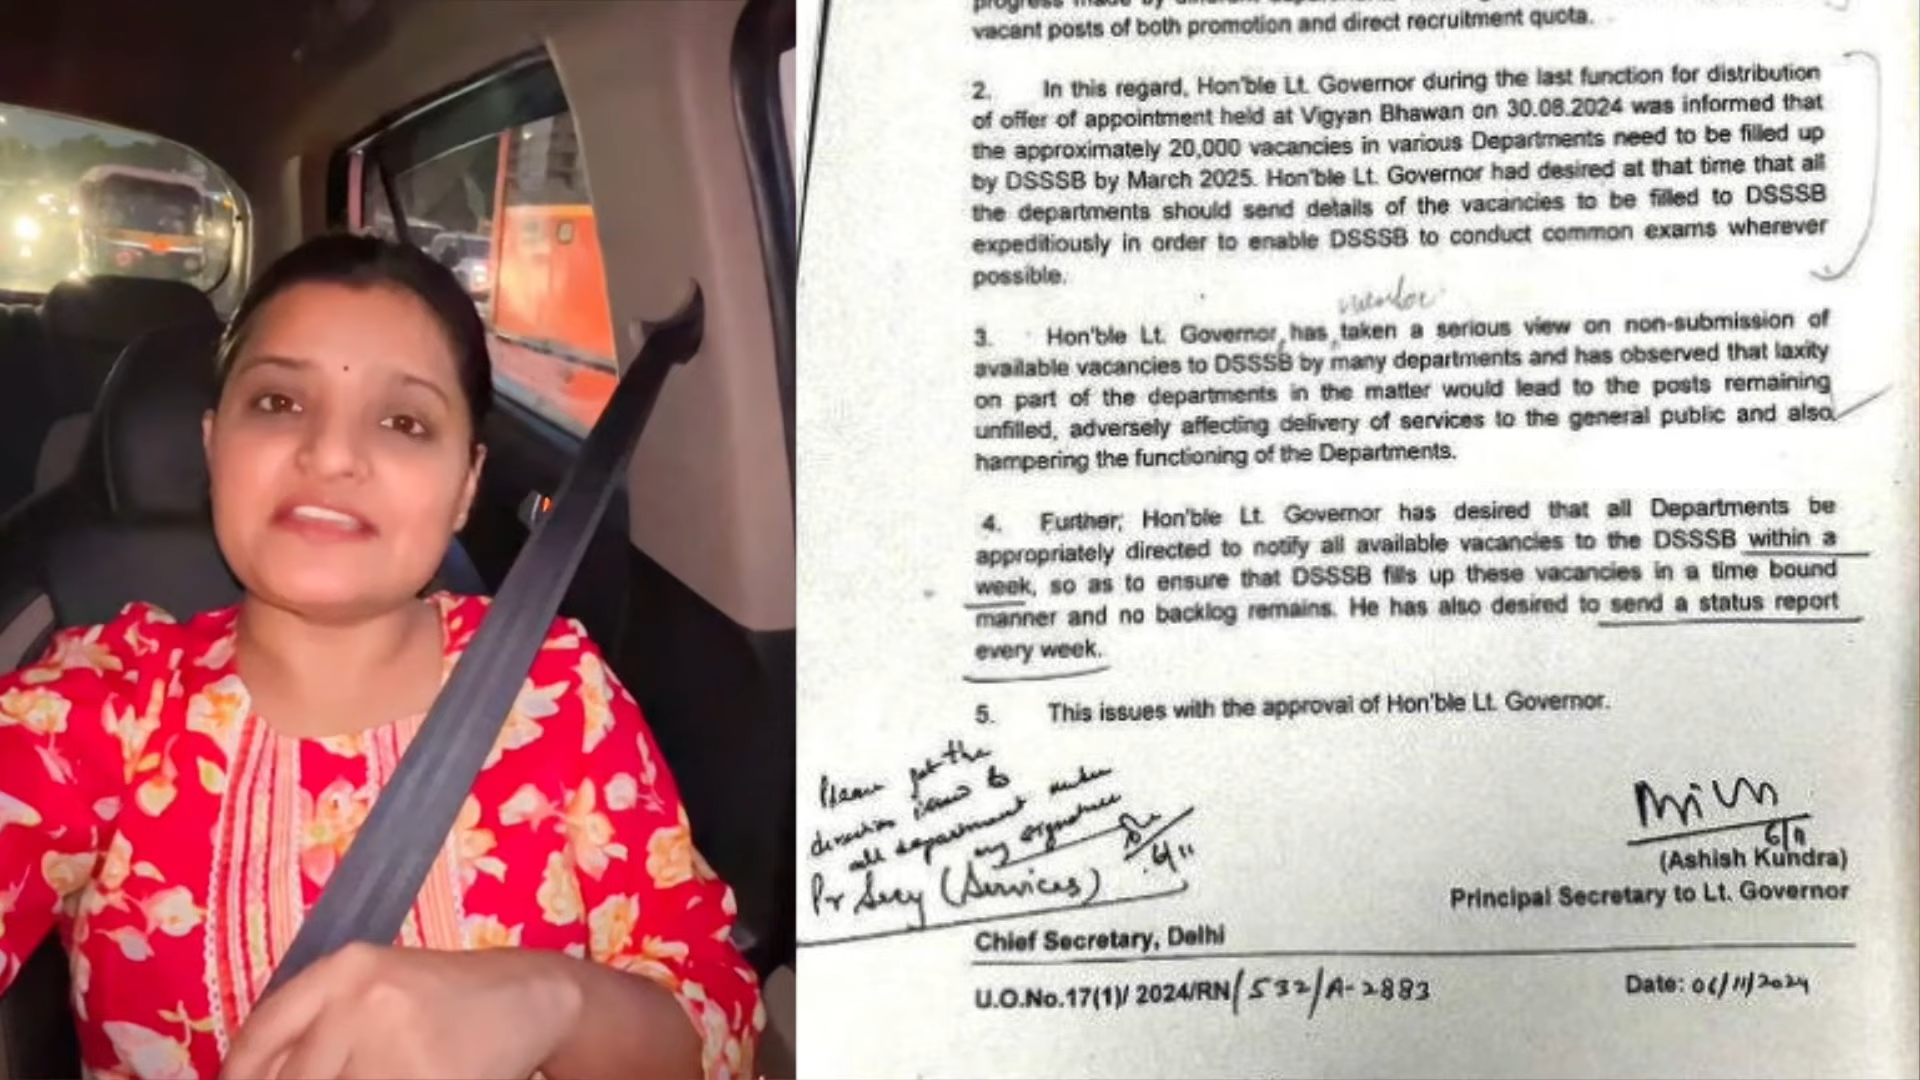 vacant posts of both promotion and direct recruitment quota.
2. In this regard, Hon'ble Lt. Governor during the last function for distribution
of offer of appointment held at Vigyan Bhawan on 30.08.2024 was informed that
the approximately 20,000 vacancies in various Departments need to be filled up
by DSSSB by March 2025. Hon'ble Lt. Governor had desired at that time that all
the departments should send details of the vacancies to be filled to DSSSB
expeditiously in order to enable DSSSB to conduct common exams wherever
possible.
3. Hon'ble Lt. Governor has taken a serious view on non-submission of
available vacancies to DSSSB by many departments and has observed that laxity
on part of the departments in the matter would lead to the posts remaining
unfilled, adversely affecting delivery of services to the general public and also
hampering the functioning of the Departments.
4. Further, Hon'ble Lt. Governor has desired that all Departments be
appropriately directed to notify all available vacancies to the DSSSB within a
week, so as to ensure that DSSSB fills up these vacancies in a time bound
manner and no backlog remains. He has also desired to send a status report
every week.
5. This issues with the approval of Hon'ble Lt. Governor.
Please put the
direction issue to
all department under
my signature
Pr Secy (Services)
6/11
(Ashish Kundra)
Principal Secretary to Lt. Governor
Chief Secretary, Delhi
U.O.No.17(1)/ 2024/RN/532/A-2883
Date: 06/11/2024